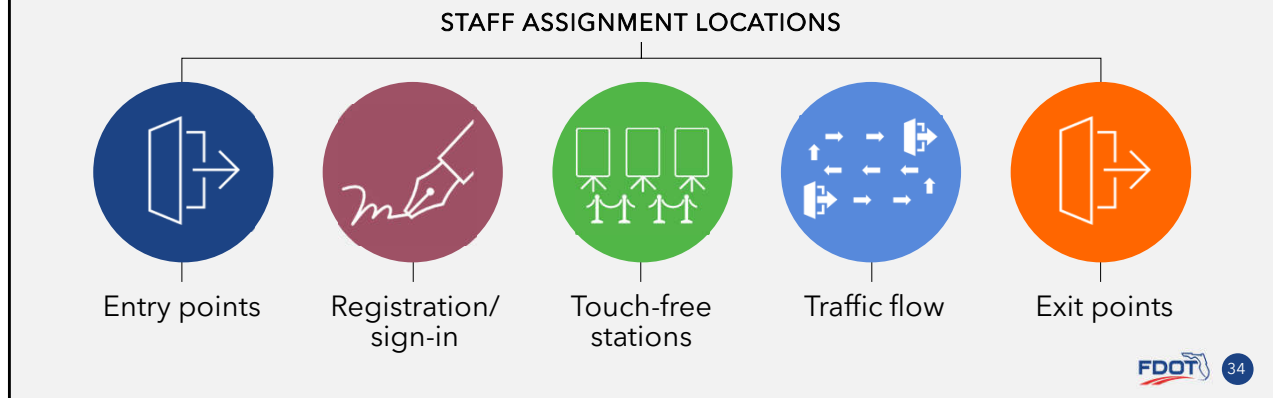 STAFF ASSIGNMENT LOCATIONS
Entry points
Registration/
sign-in
Touch-free
stations
Traffic flow
Exit points
FDOT
34